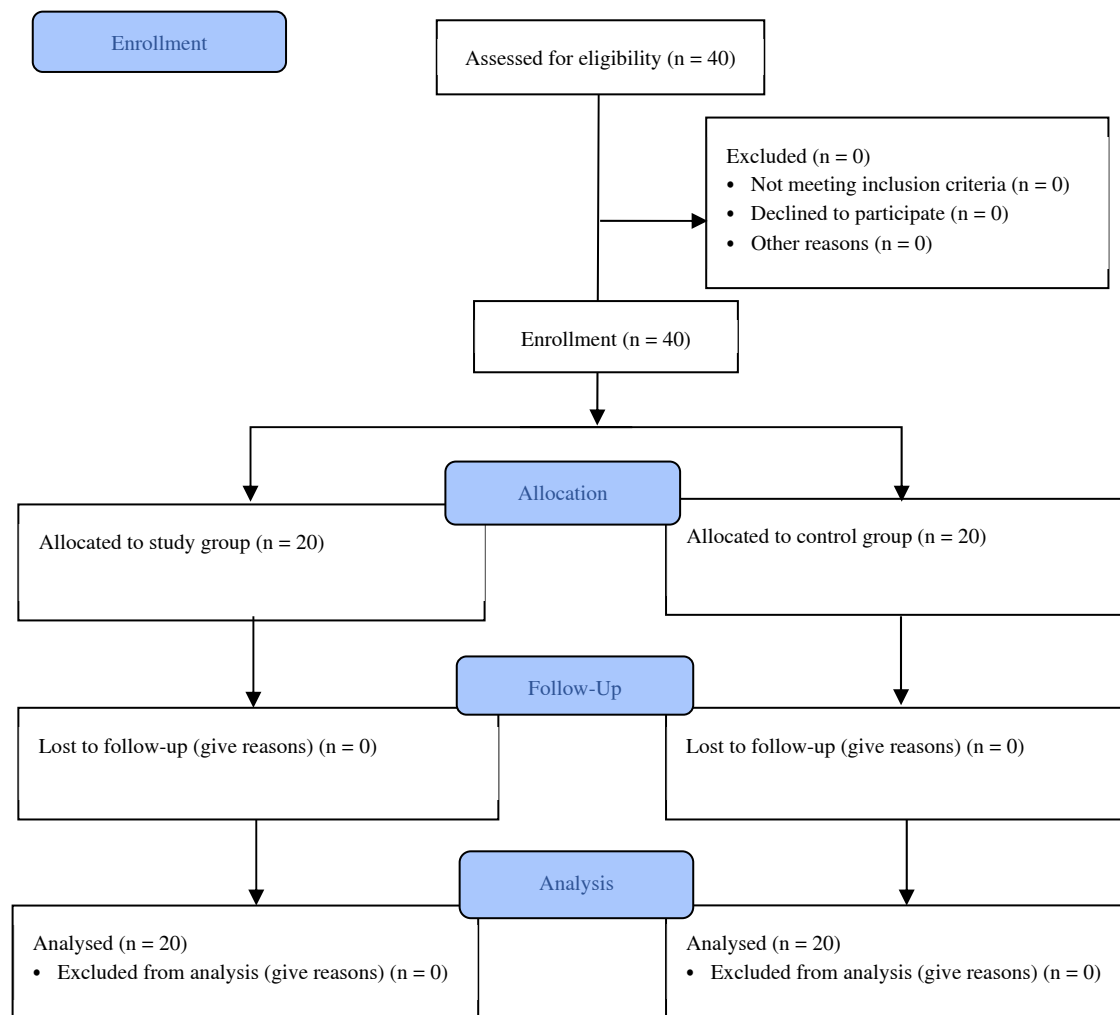 Enrollment
Assessed for eligibility (n = 40)
Excluded (n = 0)
• Not meeting inclusion criteria (n = 0)
• Declined to participate (n = 0)
• Other reasons (n = 0)
Enrollment (n = 40)
Allocation
Allocated to study group (n = 20)
Allocated to control group (n = 20)
Follow-Up
Lost to follow-up (give reasons) (n = 0)
Lost to follow-up (give reasons) (n = 0)
Analysis
Analysed (n = 20)
• Excluded from analysis (give reasons) (n = 0)
Analysed (n = 20)
• Excluded from analysis (give reasons) (n = 0)